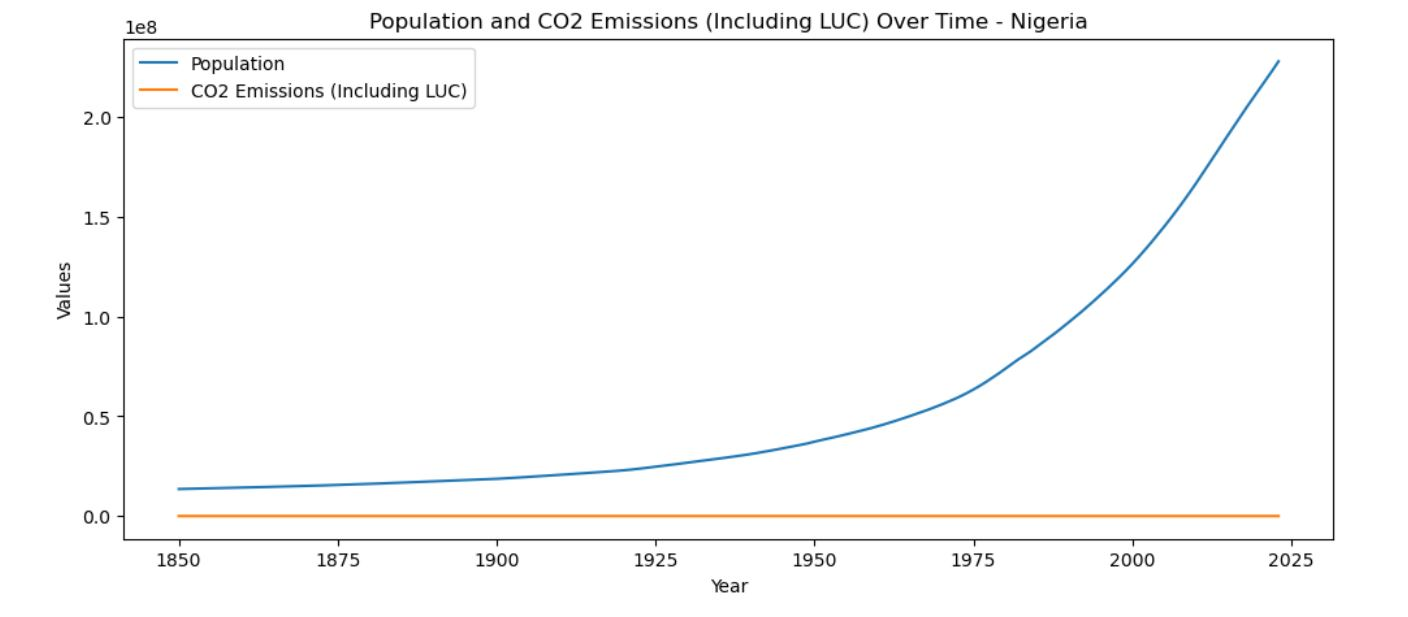 Population and CO2 Emissions (Including LUC) Over Time - Nigeria
1e8
Population
CO2 Emissions (Including LUC)
2.0
1.5
1.0
0.5
0.0
Values
1850 1875 1900 1925 1950 1975 2000 2025
Year